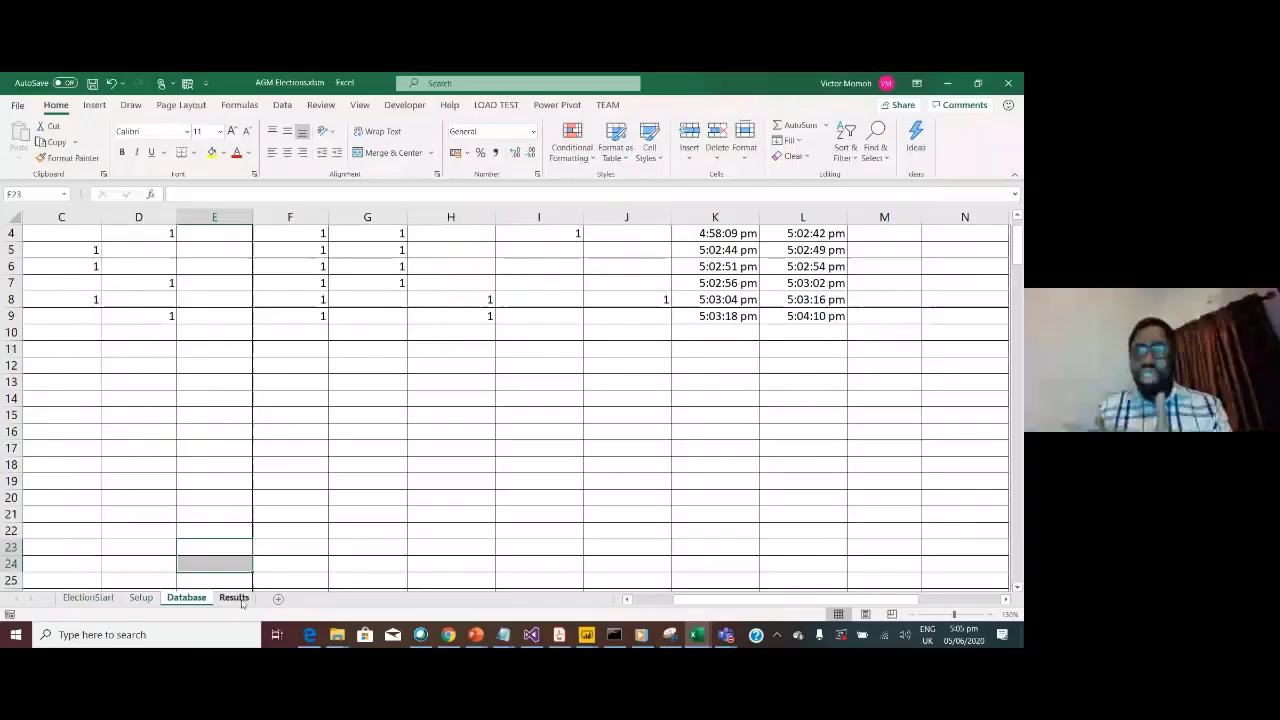 AutoSave Off AGM Elections.xlsm - Excel Search Victor Momoh VM
File Home Insert Draw Page Layout Formulas Data Review View Developer Help LOAD TEST Power Pivot TEAM Share Comments
Paste Cut Copy Format Painter
Calibri 11 A A B I U A
Wrap Text Merge & Center
General % ,
Conditional Formatting Format as Table Cell Styles
Insert Delete Format
AutoSum Fill Clear Sort & Filter Find & Select
Ideas
Clipboard Font Alignment Number Styles Cells Editing Ideas
E23 fx
C D E F G H I J K L M N
4 1 1 1 1 4:58:09 pm 5:02:42 pm
5 1 1 1 5:02:44 pm 5:02:49 pm
6 1 1 1 5:02:51 pm 5:02:54 pm
7 1 1 1 5:02:56 pm 5:03:02 pm
8 1 1 1 1 5:03:04 pm 5:03:16 pm
9 1 1 1 5:03:18 pm 5:04:10 pm
10
11
12
13
14
15
16
17
18
19
20
21
22
23
24
25
ElectionStart Setup Database Results
130%
Type here to search ENG 5:05 pm
UK 05/06/2020